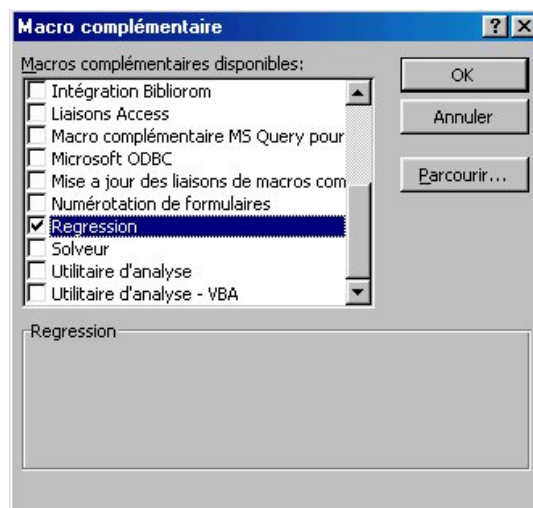 Macro complémentaire
Macros complémentaires disponibles:
Intégration Bibliorom
Liaisons Access
Macro complémentaire MS Query pour
Microsoft ODBC
Mise a jour des liaisons de macros com
Numérotation de formulaires
Regression
Solveur
Utilitaire d'analyse
Utilitaire d'analyse - VBA
OK
Annuler
Parcourir...
Regression